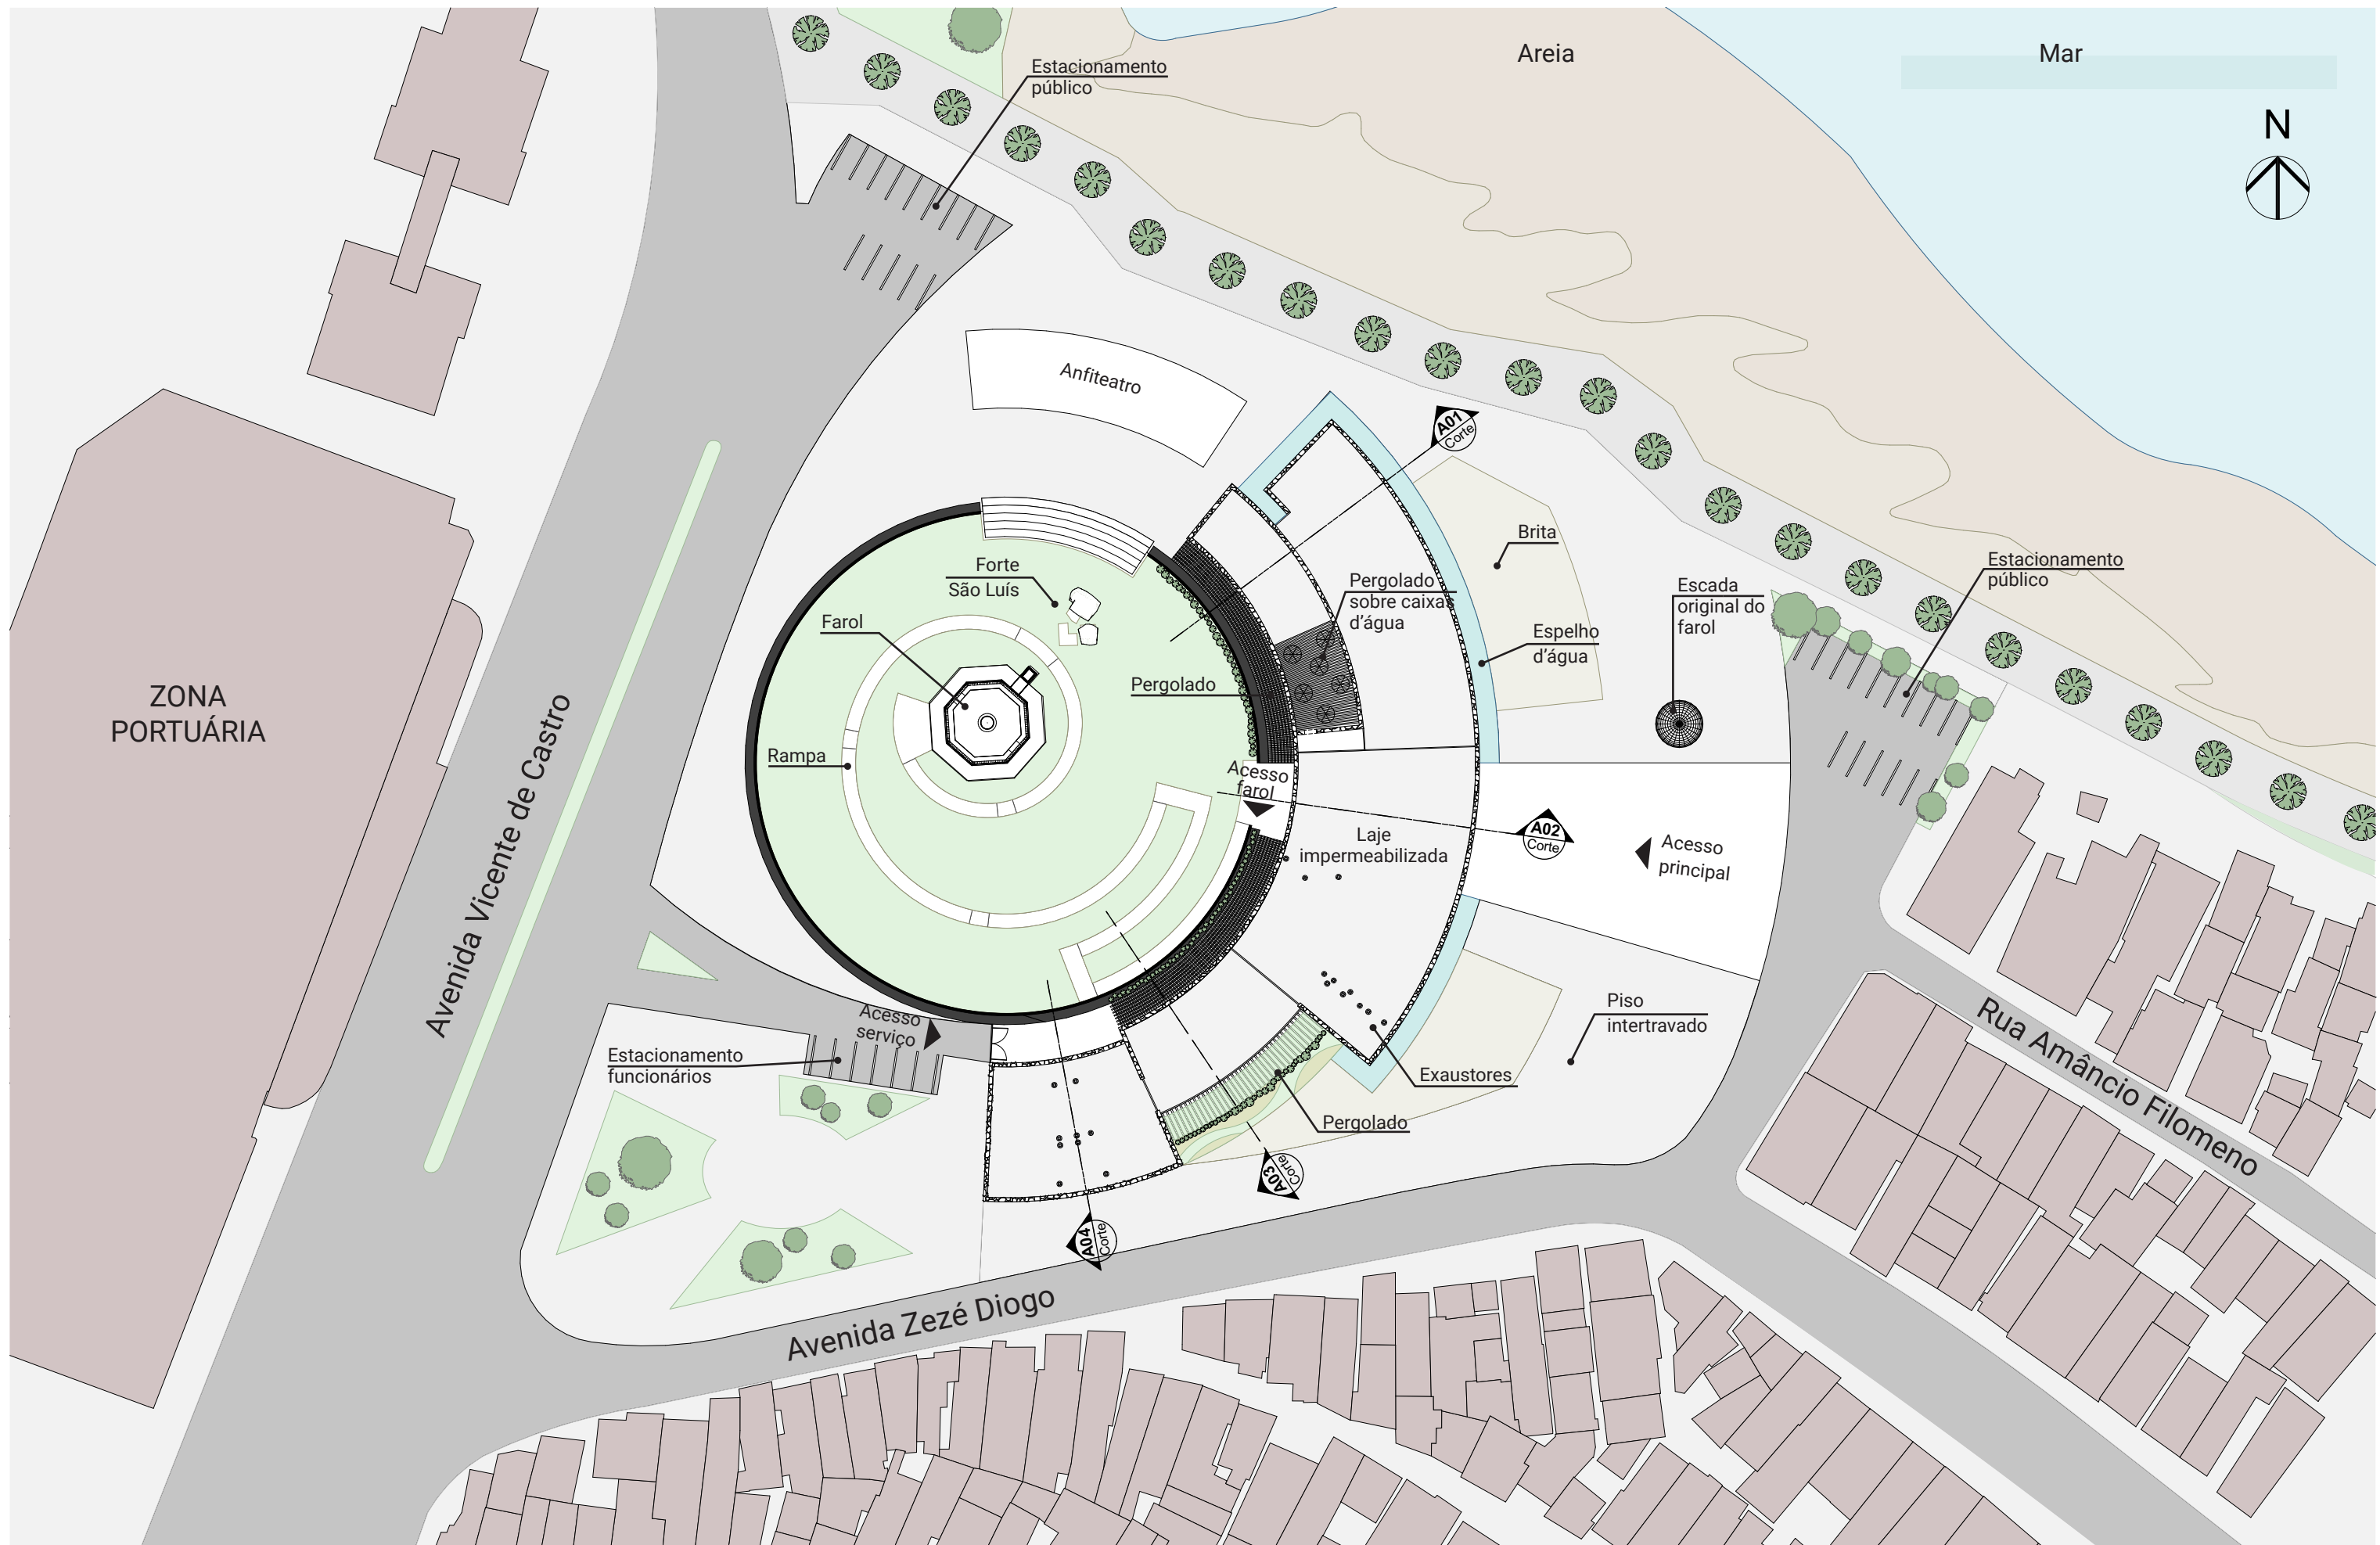 Areia
Mar
N
Estacionamento
público
Anfiteatro
A01
Corte
Brita
Estacionamento
público
Forte
São Luís
Pergolado
sobre caixas
d’água
Escada
original do
farol
Farol
Espelho
d’água
ZONA
PORTUÁRIA
Pergolado
Rampa
Acesso
farol
Avenida Vicente de Castro
Laje
impermeabilizada
A02
Corte
Acesso
principal
Acesso
serviço
Piso
intertravado
Rua Amâncio Filomeno
Estacionamento
funcionários
Exaustores
Pergolado
A03
Corte
A04
Corte
Avenida Zezé Diogo